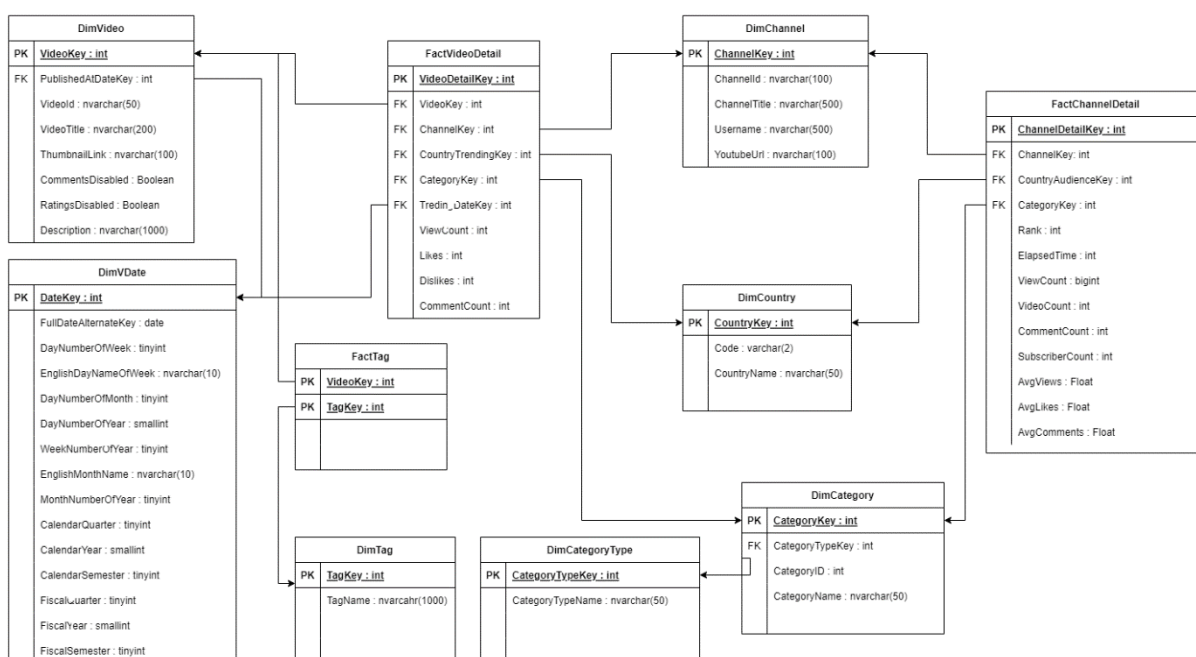 DimVideo
PK VideoKey : int
FK PublishedAtDateKey : int
VideoId : nvarchar(50)
VideoTitle : nvarchar(200)
ThumbnailLink : nvarchar(100)
CommentsDisabled : Boolean
RatingsDisabled : Boolean
Description : nvarchar(1000)
DimVDate
PK DateKey : int
FullDateAlternateKey : date
DayNumberOfWeek : tinyint
EnglishDayNameOfWeek : nvarchar(10)
DayNumberOfMonth : tinyint
DayNumberOfYear : smallint
WeekNumberOfYear : tinyint
EnglishMonthName : nvarchar(10)
MonthNumberOfYear : tinyint
CalendarQuarter : tinyint
CalendarYear : smallint
CalendarSemester : tinyint
FiscalQuarter : tinyint
FiscalYear : smallint
FiscalSemester : tinyint
FactVideoDetail
PK VideoDetailKey : int
FK VideoKey : int
FK ChannelKey : int
FK CountryTrendingKey : int
FK CategoryKey : int
FK : int
ViewCount : int
Likes : int
Dislikes : int
CommentCount : int
FactTag
PK VideoKey : int
PK TagKey : int
DimTag
PK TagKey : int
TagName : nvarcahr(1000)
DimCategoryType
PK CategoryTypeKey : int
CategoryTypeName : nvarchar(50)
DimChannel
PK ChannelKey : int
ChannelId : nvarchar(100)
ChannelTitle : nvarchar(500)
Username : nvarchar(500)
YoutubeUrl : nvarchar(100)
DimCountry
PK CountryKey : int
Code : varchar(2)
CountryName : nvarchar(50)
DimCategory
PK CategoryKey : int
FK CategoryTypeKey : int
CategoryID : int
CategoryName : nvarchar(50)
FactChannelDetail
PK ChannelDetailKey : int
FK ChannelKey: int
FK CountryAudienceKey : int
FK CategoryKey : int
Rank : int
ElapsedTime : int
ViewCount : bigint
VideoCount : int
CommentCount : int
SubscriberCount : int
AvgViews : Float
AvgLikes : Float
AvgComments : Float